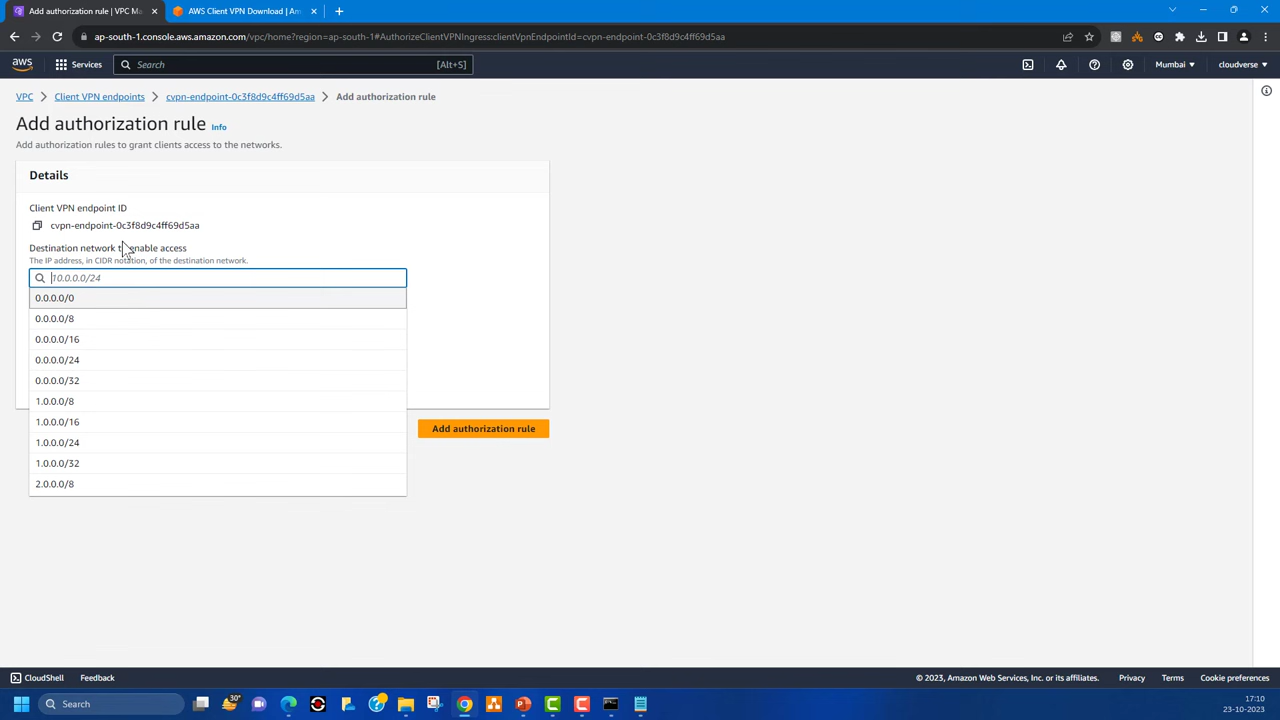 Add authorization rule | VPC Ma
AWS Client VPN Download | Am
ap-south-1.console.aws.amazon.com/vpc/home?region=ap-south-1#AuthorizeClientVPNIngress:clientVpnEndpointId=cvpn-endpoint-0c3f8d9c4ff69d5aa
aws
Services
Search
[Alt+S]
Mumbai
cloudverse
VPC
Client VPN endpoints
cvpn-endpoint-0c3f8d9c4ff69d5aa
Add authorization rule
Add authorization rule
Info
Add authorization rules to grant clients access to the networks.
Details
Client VPN endpoint ID
cvpn-endpoint-0c3f8d9c4ff69d5aa
Destination network to enable access
The IP address, in CIDR notation, of the destination network.
10.0.0.0/24
0.0.0.0/0
0.0.0.0/8
0.0.0.0/16
0.0.0.0/24
0.0.0.0/32
1.0.0.0/8
1.0.0.0/16
1.0.0.0/24
1.0.0.0/32
2.0.0.0/8
Add authorization rule
CloudShell
Feedback
© 2023, Amazon Web Services, Inc. or its affiliates.
Privacy
Terms
Cookie preferences
Search
30°
17:10
23-10-2023